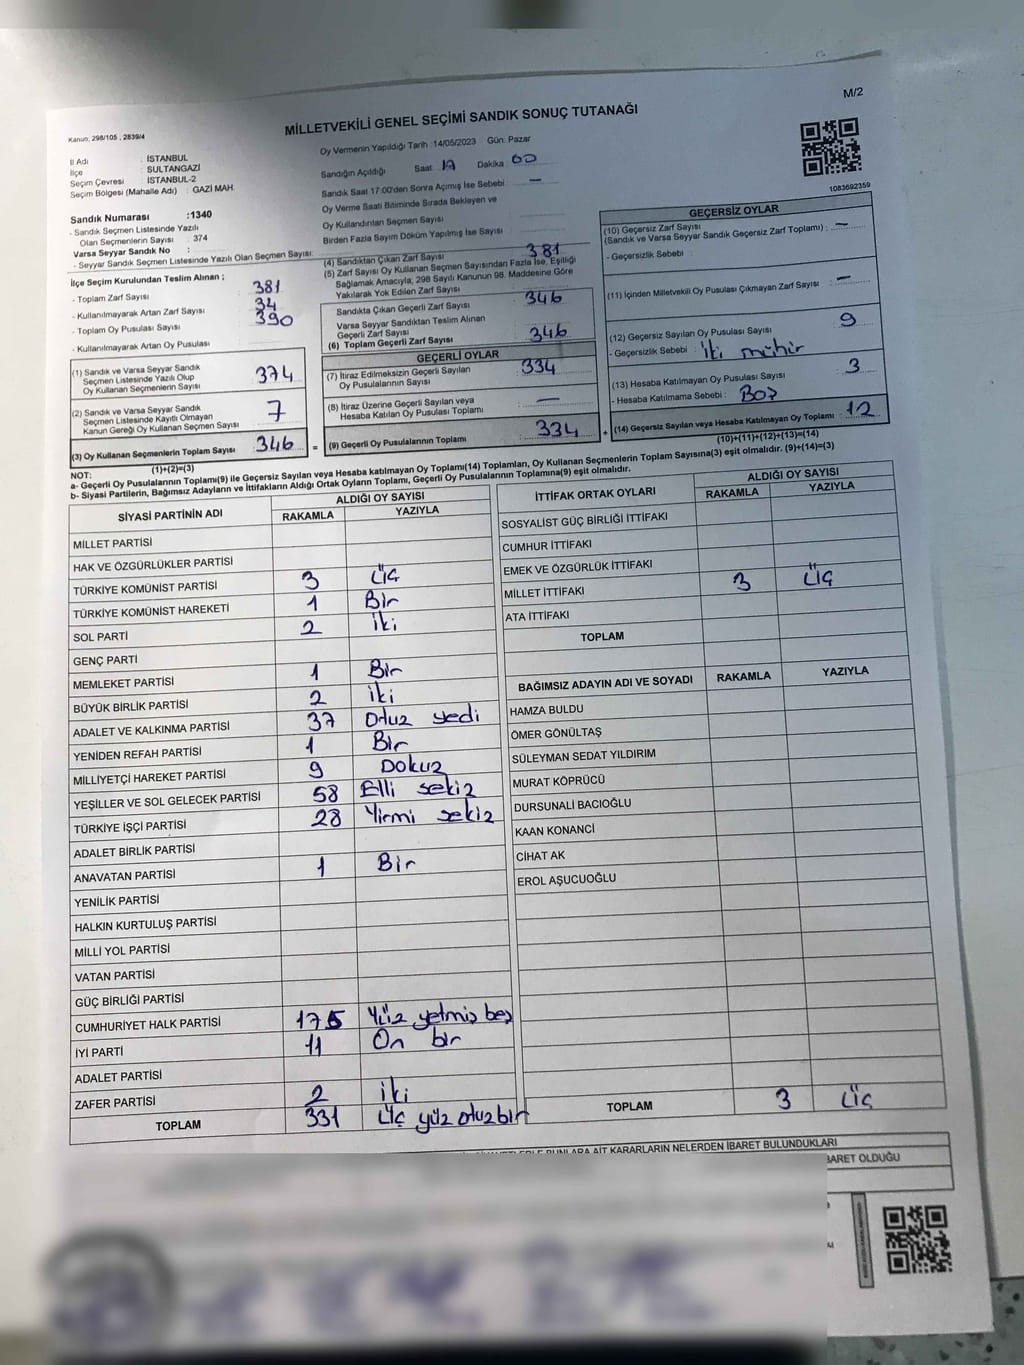 M/2
Kanun: 298/105 , 2839/4
MİLLETVEKİLİ GENEL SEÇİMİ SANDIK SONUÇ TUTANAĞI
İl Adı : İSTANBUL
İlçe : SULTANGAZİ
Seçim Çevresi : İSTANBUL-2
Seçim Bölgesi (Mahalle Adı) : GAZİ MAH.
Sandık Numarası :1340
- Sandık Seçmen Listesinde Yazılı
Olan Seçmenlerin Sayısı : 374
Varsa Seyyar Sandık No :
- Seyyar Sandık Seçmen Listesinde Yazılı Olan Seçmen Sayısı:
Oy Vermenin Yapıldığı Tarih :14/05/2023 Gün: Pazar
Sandığın Açıldığı Saat 17 Dakika 00
Sandık Saat 17:00'den Sonra Açılmış İse Sebebi : —
Oy Verme Saati Bitiminde Sırada Bekleyen ve
Oy Kullandırılan Seçmen Sayısı
Birden Fazla Sayım Döküm Yapılmış İse Sayısı :
1083692359
İlçe Seçim Kurulundan Teslim Alınan ;
- Toplam Zarf Sayısı : 381
- Kullanılmayarak Artan Zarf Sayısı : 34
- Toplam Oy Pusulası Sayısı : 390
- Kullanılmayarak Artan Oy Pusulası
(4) Sandıktan Çıkan Zarf Sayısı 381
(5) Zarf Sayısı Oy Kullanan Seçmen Sayısından Fazla İse, Eşitliği
Sağlamak Amacıyla; 298 Sayılı Kanunun 98. Maddesine Göre
Yakılarak Yok Edilen Zarf Sayısı :
Sandıkta Çıkan Geçerli Zarf Sayısı : 346
Varsa Seyyar Sandıktan Teslim Alınan
Geçerli Zarf Sayısı
(6) Toplam Geçerli Zarf Sayısı : 346
GEÇERSİZ OYLAR
(10) Geçersiz Zarf Sayısı
(Sandık ve Varsa Seyyar Sandık Geçersiz Zarf Toplamı) : —
- Geçersizlik Sebebi :
(11) İçinden Milletvekili Oy Pusulası Çıkmayan Zarf Sayısı : —
(12) Geçersiz Sayılan Oy Pusulası Sayısı : 9
- Geçersizlik Sebebi : iki mühür
(13) Hesaba Katılmayan Oy Pusulası Sayısı : 3
- Hesaba Katılmama Sebebi : Boş
(14) Geçersiz Sayılan veya Hesaba Katılmayan Oy Toplamı : 12
(10)+(11)+(12)+(13)=(14)
(1) Sandık ve Varsa Seyyar Sandık
Seçmen Listesinde Yazılı Olup
Oy Kullanan Seçmenlerin Sayısı 374
(2) Sandık ve Varsa Seyyar Sandık
Seçmen Listesinde Kayıtlı Olmayan
Kanun Gereği Oy Kullanan Seçmen Sayısı 7
(3) Oy Kullanan Seçmenlerin Toplam Sayısı 346
(1)+(2)=(3)
GEÇERLİ OYLAR
(7) İtiraz Edilmeksizin Geçerli Sayılan
Oy Pusulalarının Sayısı : 334
(8) İtiraz Üzerine Geçerli Sayılan veya
Hesaba Katılan Oy Pusulası Toplamı : —
= (9) Geçerli Oy Pusulalarının Toplamı : 334 +
NOT:
a- Geçerli Oy Pusulalarının Toplam(9) ile Geçersiz Sayılan veya Hesaba katılmayan Oy Toplamı(14) Toplamları, Oy Kullanan Seçmenlerin Toplam Sayısına(3) eşit olmalıdır. (9)+(14)=(3)
b- Siyasi Partilerin, Bağımsız Adayların ve İttifakların Aldığı Ortak Oyların Toplamı, Geçerli Oy Pusulalarının Toplamına(9) eşit olmalıdır.
SİYASİ PARTİNİN ADI ALDIĞI OY SAYISI
RAKAMLA YAZIYLA
MİLLET PARTİSİ
HAK VE ÖZGÜRLÜKLER PARTİSİ
TÜRKİYE KOMÜNİST PARTİSİ 3 üç
TÜRKİYE KOMÜNİST HAREKETİ 1 Bir
SOL PARTİ 2 iki
GENÇ PARTİ
MEMLEKET PARTİSİ 1 Bir
BÜYÜK BİRLİK PARTİSİ 2 iki
ADALET VE KALKINMA PARTİSİ 37 Otuz yedi
YENİDEN REFAH PARTİSİ 1 Bir
MİLLİYETÇİ HAREKET PARTİSİ 9 Dokuz
YEŞİLLER VE SOL GELECEK PARTİSİ 58 Elli sekiz
TÜRKİYE İŞÇİ PARTİSİ 28 Yirmi sekiz
ADALET BİRLİK PARTİSİ
ANAVATAN PARTİSİ 1 Bir
YENİLİK PARTİSİ
HALKIN KURTULUŞ PARTİSİ
MİLLİ YOL PARTİSİ
VATAN PARTİSİ
GÜÇ BİRLİĞİ PARTİSİ
CUMHURİYET HALK PARTİSİ 175 Yüz yetmiş beş
İYİ PARTİ 11 On bir
ADALET PARTİSİ
ZAFER PARTİSİ 2 iki
TOPLAM 331 üç yüz otuz bir
İTTİFAK ORTAK OYLARI ALDIĞI OY SAYISI
RAKAMLA YAZIYLA
SOSYALİST GÜÇ BİRLİĞİ İTTİFAKI
CUMHUR İTTİFAKI
EMEK VE ÖZGÜRLÜK İTTİFAKI
MİLLET İTTİFAKI 3 üç
ATA İTTİFAKI
TOPLAM
BAĞIMSIZ ADAYIN ADI VE SOYADI RAKAMLA YAZIYLA
HAMZA BULDU
ÖMER GÖNÜLTAŞ
SÜLEYMAN SEDAT YILDIRIM
MURAT KÖPRÜCÜ
DURSUNALİ BACIOĞLU
KAAN KONANCİ
CİHAT AK
EROL AŞUCUOĞLU
TOPLAM 3 üç
BUNLARA AİT KARARLARIN NELERDEN İBARET BULUNDUKLARI
BARET OLDUĞU